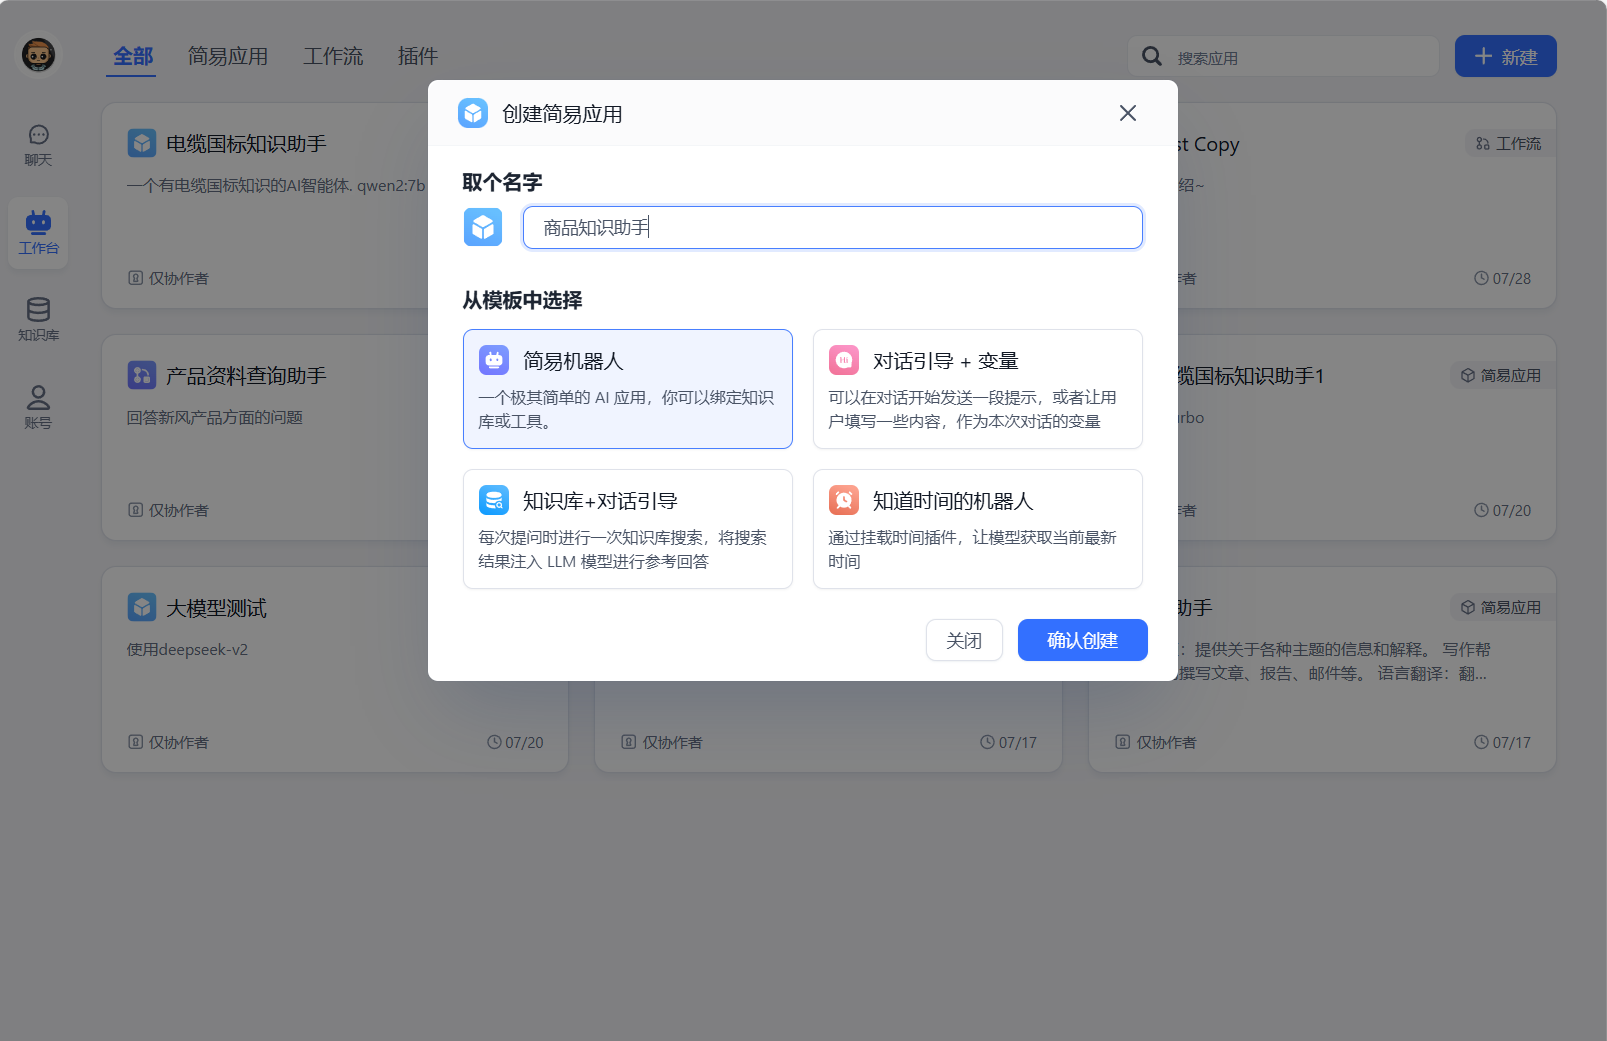 全部
简易应用
工作流
插件
搜索应用
新建
聊天
工作台
知识库
账号
电缆国标知识助手
一个有电缆国标知识的AI智能体. qwen2:7b
仅协作者
st Copy
工作流
绍~
者
07/28
产品资料查询助手
回答新风产品方面的问题
仅协作者
缆国标知识助手1
简易应用
urbo
者
07/20
大模型测试
使用deepseek-v2
仅协作者
07/20
仅协作者
07/17
助手
简易应用
：提供关于各种主题的信息和解释。 写作帮
撰写文章、报告、邮件等。 语言翻译：翻...
仅协作者
07/17
创建简易应用
取个名字
商品知识助手
从模板中选择
简易机器人
一个极其简单的 AI 应用，你可以绑定知识
库或工具。
对话引导 + 变量
可以在对话开始发送一段提示，或者让用
户填写一些内容，作为本次对话的变量
知识库+对话引导
每次提问时进行一次知识库搜索，将搜索
结果注入 LLM 模型进行参考回答
知道时间的机器人
通过挂载时间插件，让模型获取当前最新
时间
关闭
确认创建